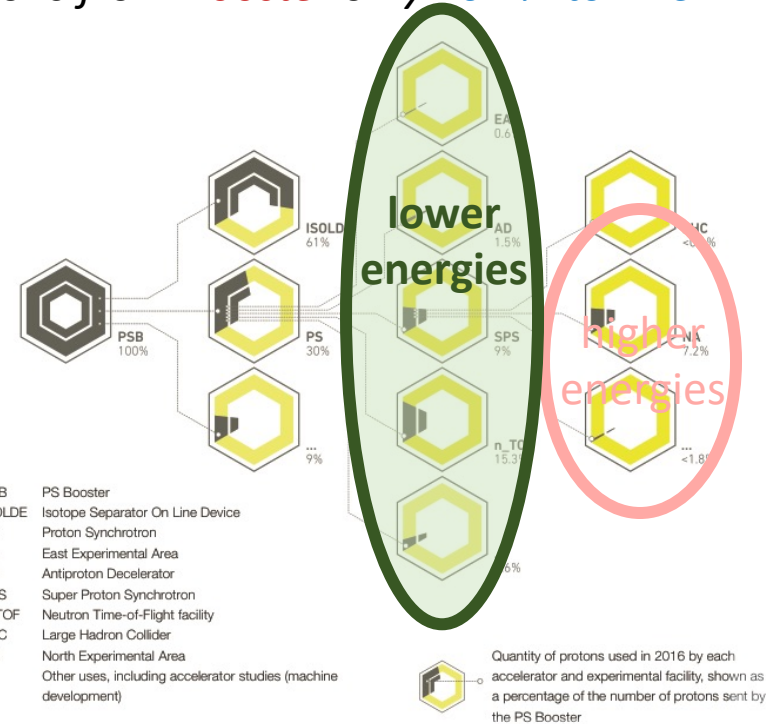 lower
energies
higher
energies
ISOLD
61%
AD
1.5%
PSB
100%
PS
30%
SPS
9%
NA
7.2%
...
9%
...
B PS Booster
OLDE Isotope Separator On Line Device
Proton Synchrotron
East Experimental Area
Antiproton Decelerator
S Super Proton Synchrotron
TOF Neutron Time-of-Flight facility
C Large Hadron Collider
North Experimental Area
Other uses, including accelerator studies (machine
development)
Quantity of protons used in 2016 by each
accelerator and experimental facility, shown as
a percentage of the number of protons sent by
the PS Booster